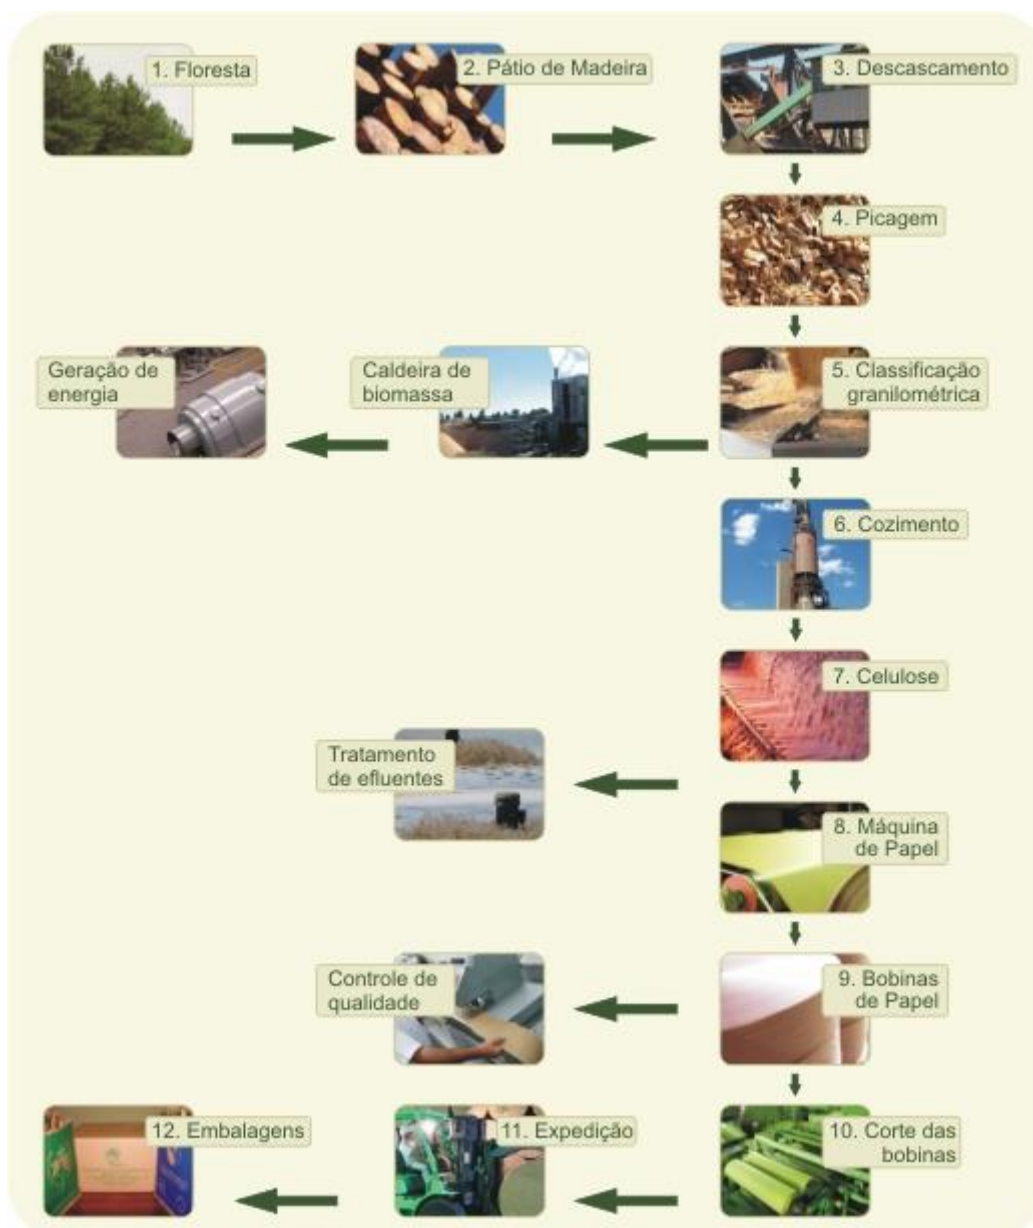 1. Floresta
2. Pátio de Madeira
3. Descascamento
4. Picagem
Geração de
energia
Caldeira de
biomassa
5. Classificação
granilométrica
6. Cozimento
7. Celulose
Tratamento
de efluentes
8. Máquina
de Papel
Controle de
qualidade
9. Bobinas
de Papel
12. Embalagens
11. Expedição
10. Corte das
bobinas